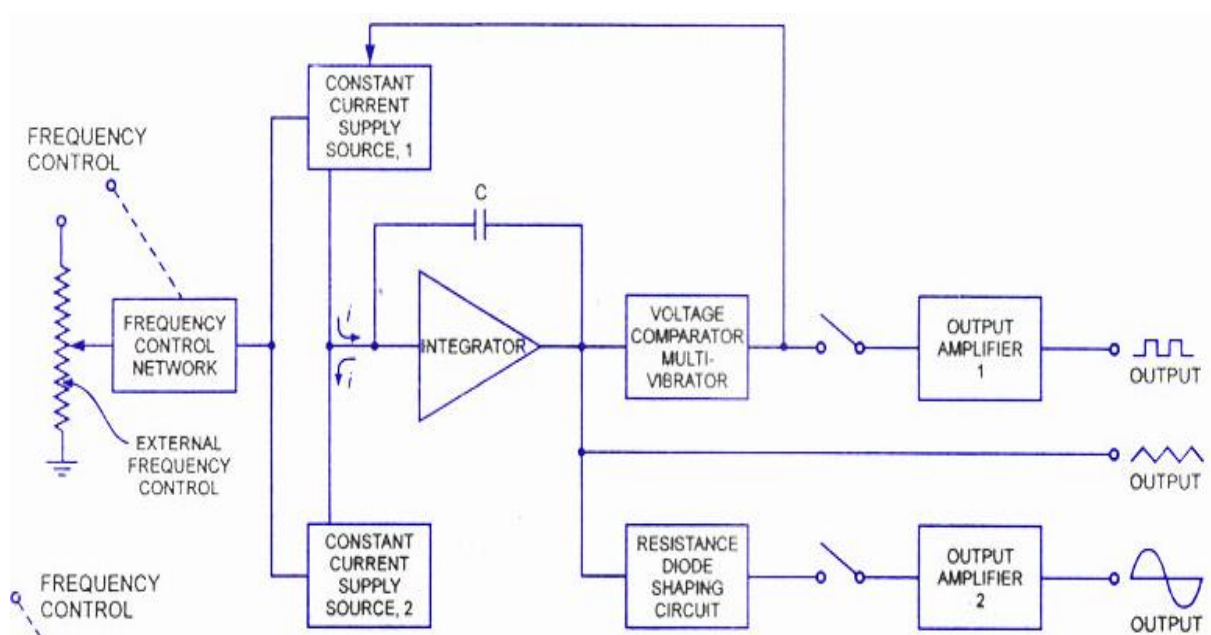 CONSTANT
CURRENT
SUPPLY
SOURCE, 1
FREQUENCY
CONTROL
C
FREQUENCY
CONTROL
NETWORK
i
i
INTEGRATOR
VOLTAGE
COMPARATOR
MULTI-
VIBRATOR
OUTPUT
AMPLIFIER
1
OUTPUT
EXTERNAL
FREQUENCY
CONTROL
OUTPUT
CONSTANT
CURRENT
SUPPLY
SOURCE, 2
RESISTANCE
DIODE
SHAPING
CIRCUIT
OUTPUT
AMPLIFIER
2
OUTPUT
FREQUENCY
CONTROL